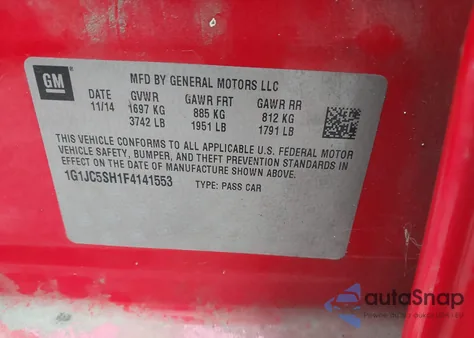 GM
MFD BY GENERAL MOTORS LLC
DATE GVWR GAWR FRT GAWR RR
11/14 1697 KG 885 KG 812 KG
3742 LB 1951 LB 1791 LB
THIS VEHICLE CONFORMS TO ALL APPLICABLE U.S. FEDERAL MOTOR
VEHICLE SAFETY, BUMPER, AND THEFT PREVENTION STANDARDS IN
EFFECT ON THE DATE OF MANUFACTURE SHOWN ABOVE.
1G1JC5SH1F4141553 TYPE: PASS CAR
autoSnap